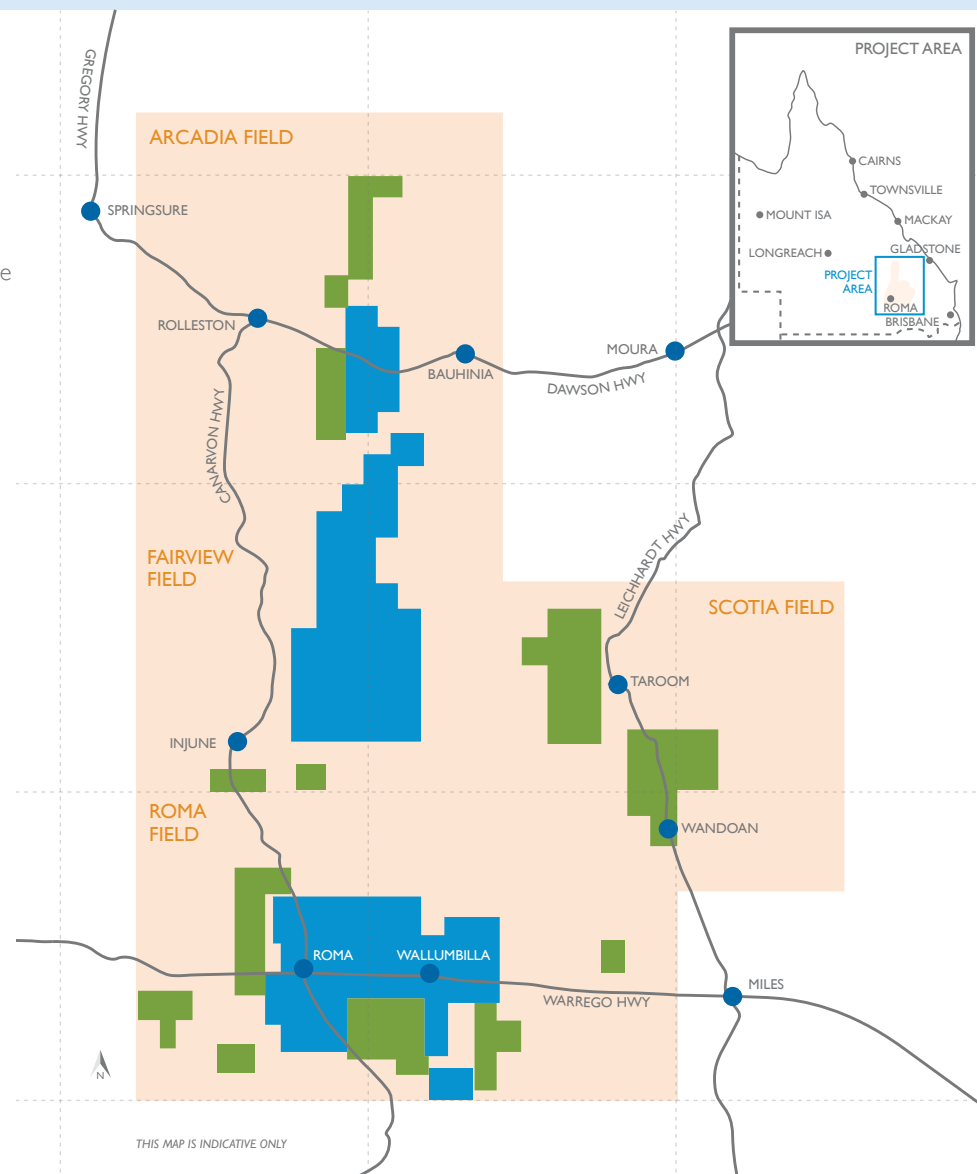 PROJECT AREA
GREGORY HWY
ARCADIA FIELD
CAIRNS
TOWNSVILLE
SPRINGSURE
MOUNT ISA
MACKAY
GLADSTONE
LONGREACH
e
PROJECT
AREA
ROMA
BRISBANE
ROLLESTON
MOURA
BAUHINIA
DAWSON HWY
CANARVON HWY
LEICHHARDT HWY
FAIRVIEW
FIELD
SCOTIA FIELD
TAROOM
INJUNE
ROMA
FIELD
WANDOAN
ROMA
WALLUMBILLA
MILES
WARREGO HWY
N
THIS MAP IS INDICATIVE ONLY